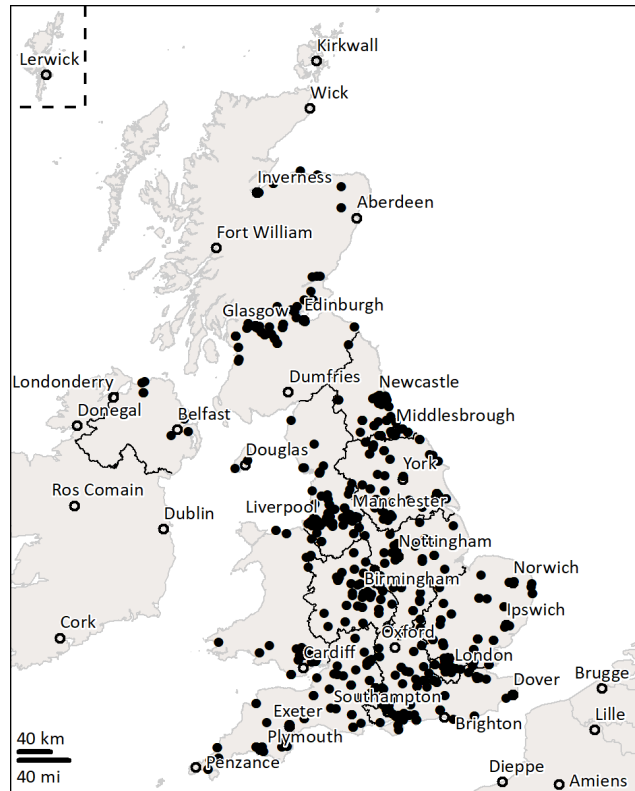 Kirkwall
Lerwick
Wick
Inverness
Aberdeen
Fort William
Glasgow
Edinburgh
Londonderry
Dumfries
Newcastle
Donegal
Belfast
Middlesbrough
Douglas
York
Ros Comain
Liverpool
Manchester
Dublin
Nottingham
Birmingham
Norwich
Ipswich
Cork
Oxford
Cardiff
London
Southampton
Dover
Brugge
Exeter
Brighton
Lille
Plymouth
40 km
Penzance
40 mi
Dieppe
Amiens